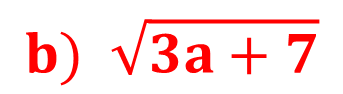 b) √3a + 7